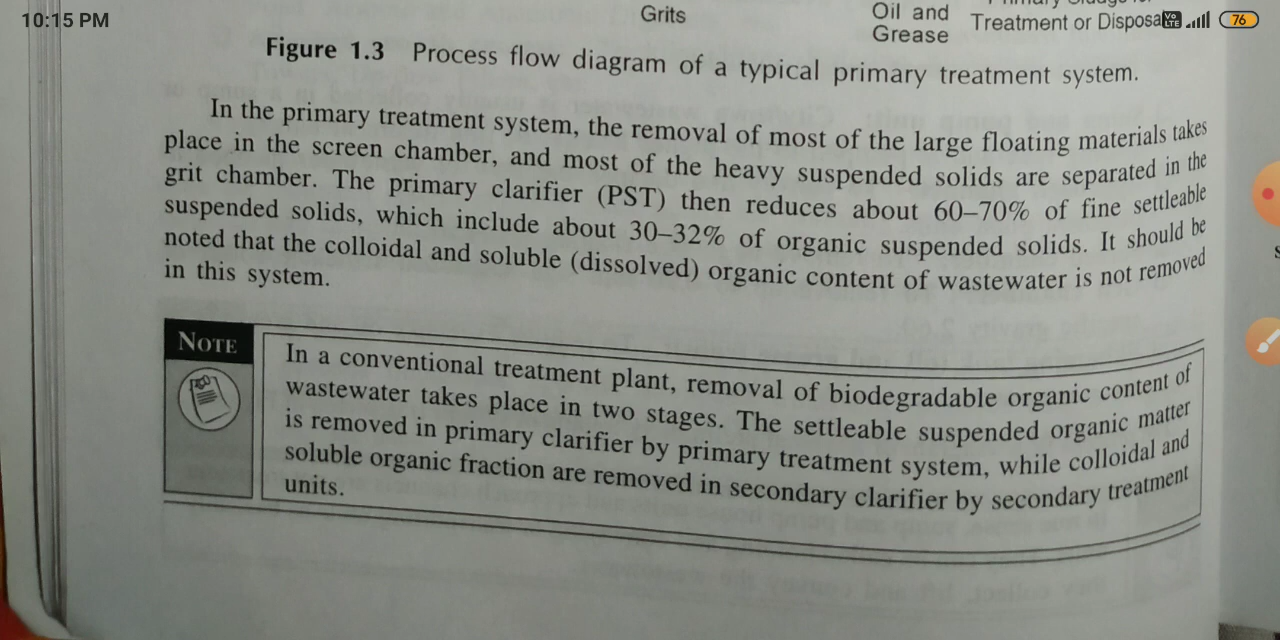 10:15 PM
Vo LTE 76
Grits
Oil and
Grease
Treatment or Disposa
Figure 1.3 Process flow diagram of a typical primary treatment system.
In the primary treatment system, the removal of most of the large floating materials takes
place in the screen chamber, and most of the heavy suspended solids are separated in the
grit chamber. The primary clarifier (PST) then reduces about 60–70% of fine settleable
suspended solids, which include about 30–32% of organic suspended solids. It should be
noted that the colloidal and soluble (dissolved) organic content of wastewater is not removed
in this system.
NOTE
In a conventional treatment plant, removal of biodegradable organic content of
wastewater takes place in two stages. The settleable suspended organic matter
is removed in primary clarifier by primary treatment system, while colloidal and
soluble organic fraction are removed in secondary clarifier by secondary treatment
units.